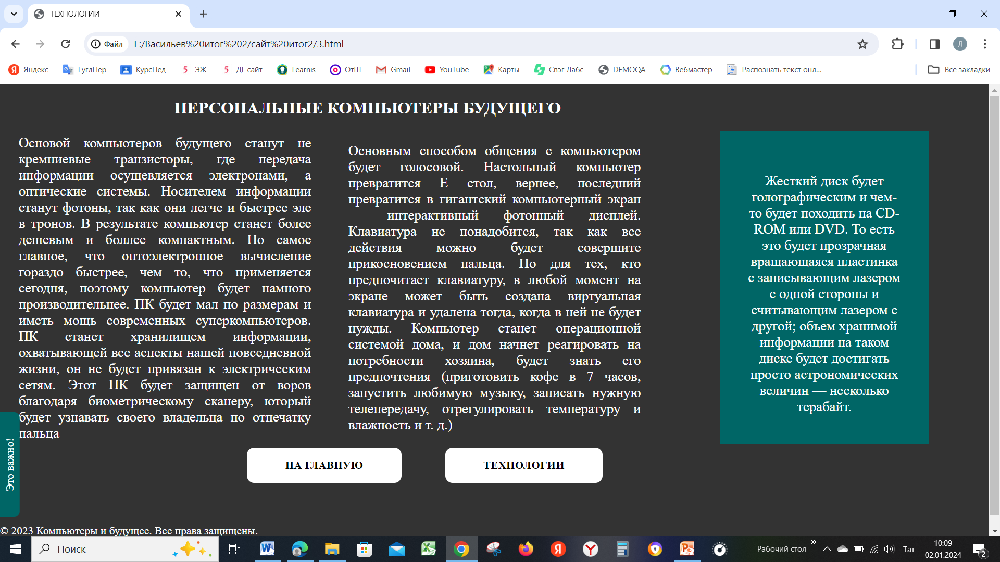 ТЕХНОЛОГИИ
Файл
E:/Васильев%20итог%202/сайт%20итог2/3.html
Л
Яндекс
ГуглПер
КурсПед
5 ЭЖ
5 ДГ сайт
Learnis
ОтШ
Gmail
YouTube
Карты
Свэг Лабс
DEMOQA
Вебмастер
Распознать текст онл...
Все закладки
ПЕРСОНАЛЬНЫЕ КОМПЬЮТЕРЫ БУДУЩЕГО
Основой компьютеров будущего станут не
кремниевые транзисторы, где передача
информации осущевляется электронами, а
оптические системы. Носителем информации
станут фотоны, так как они легче и быстрее эле
в тронов. В результате компьютер станет более
дешевым и боллее компактным. Но самое
главное, что оптоэлектронное вычисление
гораздо быстрее, чем то, что применяется
сегодня, поэтому компьютер будет намного
производительнее. ПК будет мал по размерам и
иметь мощь современных суперкомпьютеров.
ПК станет хранилищем информации,
охватывающей все аспекты нашей повседневной
жизни, он не будет привязан к электрическим
сетям. Этот ПК будет защищен от воров
благодаря биометрическому сканеру, юторый
будет узнавать своего владельца по отпечатку
пальца
Основным способом общения с компьютером
будет голосовой. Настольный компьютер
превратится Е стол, вернее, последний
превратится в гигантский компьютерный экран
— интерактивный фотонный дисплей.
Клавиатура не понадобится, так как все
действия можно будет совершите
прикосновением пальца. Но для тех, кто
предпочитает клавиатуру, в любой момент на
экране может быть создана виртуальная
клавиатура и удалена тогда, когда в ней не будет
нужды. Компьютер станет операционной
системой дома, и дом начнет реагировать на
потребности хозяина, будет знать его
предпочтения (приготовить кофе в 7 часов,
запустить любимую музыку, записать нужную
телепередачу, отрегулировать температуру и
влажность и т. д.)
Жесткий диск будет
голографическим и чем-
то будет походить на CD-
ROM или DVD. То есть
это будет прозрачная
вращающаяся пластинка
с записывающим лазером
с одной стороны и
считывающим лазером с
другой; объем хранимой
информации на таком
диске будет достигать
просто астрономических
величин — несколько
терабайт.
Это важно!
НА ГЛАВНУЮ
ТЕХНОЛОГИИ
© 2023 Компьютеры и будущее. Все права защищены.
Поиск
Рабочий стол
Тат
10:09
02.01.2024
2